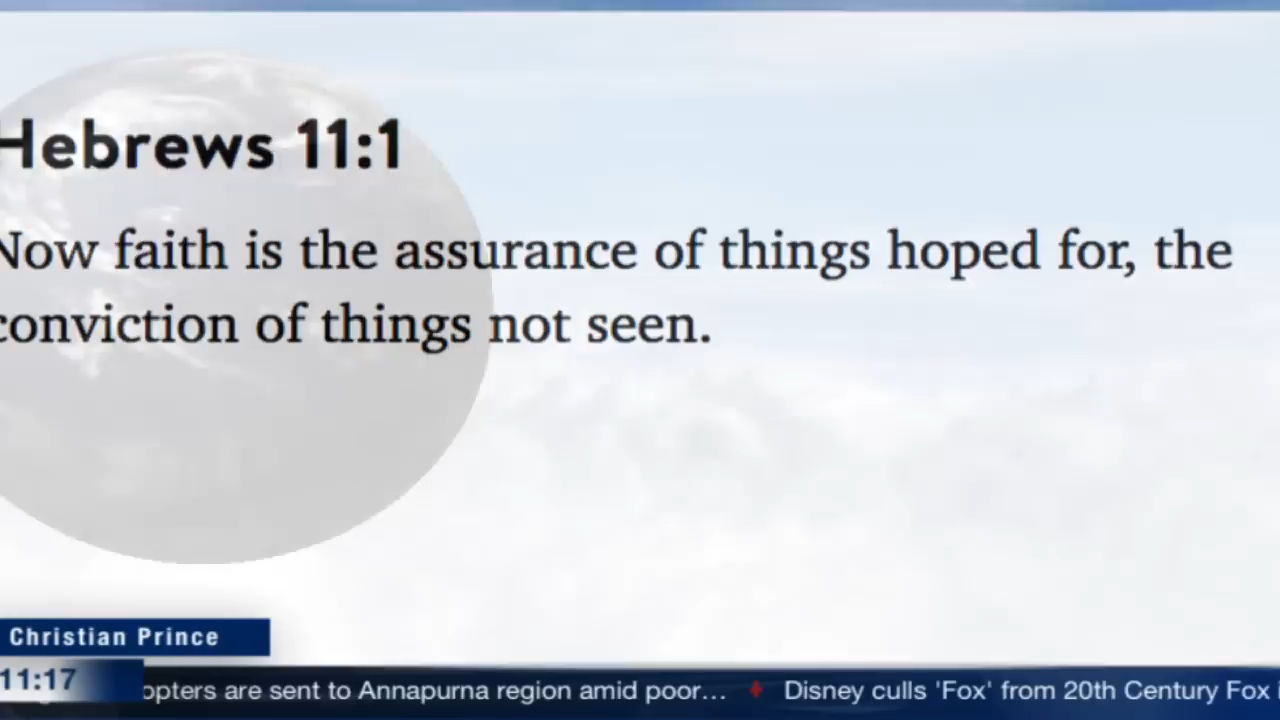 Hebrews 11:1
Now faith is the assurance of things hoped for, the
conviction of things not seen.
Christian Prince
11:17
opters are sent to Annapurna region amid poor... ♦ Disney culls 'Fox' from 20th Century Fox i